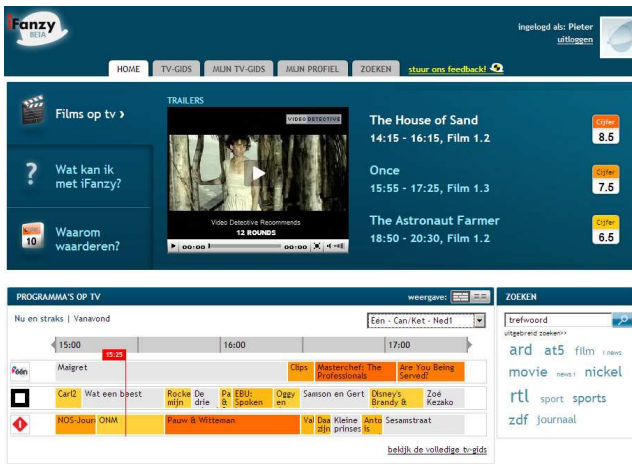 iFanzy
BETA
ingelogd als: Pieter
uitloggen
HOME TV-GIDS MIJN TV-GIDS MIJN PROFIEL ZOEKEN stuur ons feedback!
Films op tv ›
Wat kan ik
met iFanzy?
10
Waarom
waarderen?
TRAILERS
VIDEO DETECTIVE
Video Detective Recommends
12 ROUNDS
00:00 00:00
The House of Sand
14:15 - 16:15, Film 1.2
Cijfer
8.5
Once
15:55 - 17:25, Film 1.3
Cijfer
7.5
The Astronaut Farmer
18:50 - 20:30, Film 1.2
Cijfer
6.5
PROGRAMMA'S OP TV weergave:
Nu en straks | Vanavond Eén - Can/Ket - Ned1
15:00 16:00 17:00
15:25
één Maigret Clips Masterchef: The Professionals Are You Being Served?
Carl2 Wat een beest Rocke mijn De drie Pa & EBU: Spoken Oggy en Samson en Gert Disney's Brandy & Zoé Kezako
1 NOS-Jour ONM Pauw & Witteman Val Daa zijn Kleine prinses Anto is Sesamstraat
bekijk de volledige tv-gids
ZOEKEN
trefwoord
uitgebreid zoeken>>
ard at5 film
movie nickel
rtl sport sports
zdf journaal